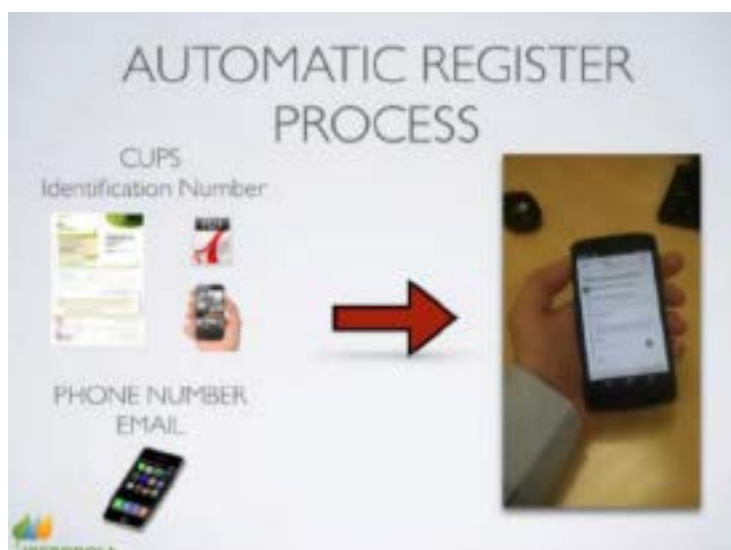 AUTOMATIC REGISTER
PROCESS
CUPS
Identification Number
PHONE NUMBER
EMAIL